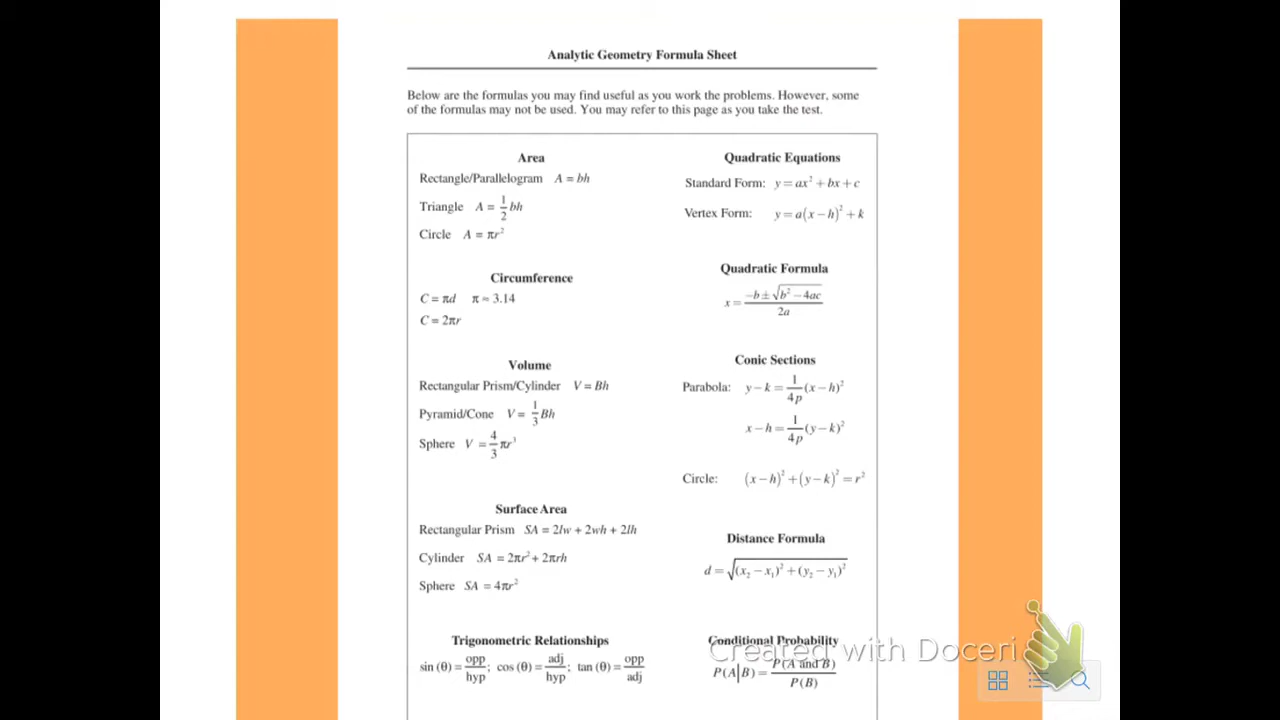 Analytic Geometry Formula Sheet
Below are the formulas you may find useful as you work the problems. However, some
of the formulas may not be used. You may refer to this page as you take the test.
Area
Rectangle/Parallelogram A = bh
Triangle A = 1/2 bh
Circle A = πr²
Circumference
C = πd π ≈ 3.14
C = 2πr
Volume
Rectangular Prism/Cylinder V = Bh
Pyramid/Cone V = 1/3 Bh
Sphere V = 4/3 πr³
Surface Area
Rectangular Prism SA = 2lw + 2wh + 2lh
Cylinder SA = 2πr² + 2πrh
Sphere SA = 4πr²
Trigonometric Relationships
sin (θ) = opp/hyp; cos (θ) = adj/hyp; tan (θ) = opp/adj
Quadratic Equations
Standard Form: y = ax² + bx + c
Vertex Form: y = a(x − h)² + k
Quadratic Formula
x = (−b ± √(b² − 4ac))/2a
Conic Sections
Parabola: y − k = 1/4p (x − h)²
x − h = 1/4p (y − k)²
Circle: (x − h)² + (y − k)² = r²
Distance Formula
d = √((x₂ − x₁)² + (y₂ − y₁)²)
Conditional Probability
P(A|B) = P(A and B)/P(B)
Created with Doceri